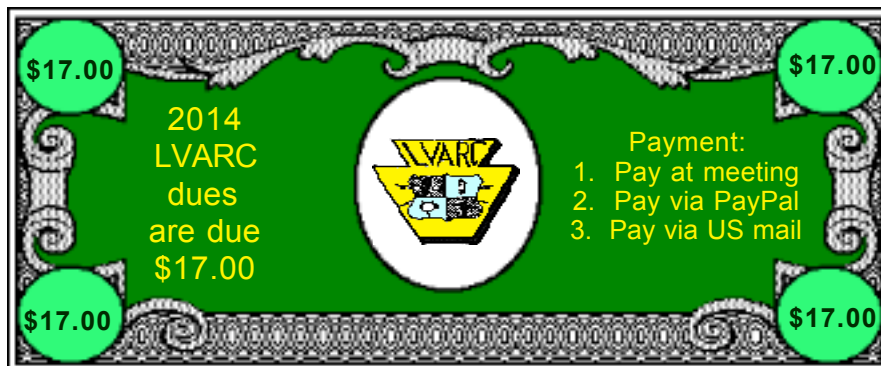 $17.00
$17.00
2014
LVARC
dues
are due
$17.00
LVARC
Payment:
1. Pay at meeting
2. Pay via PayPal
3. Pay via US mail
$17.00
$17.00